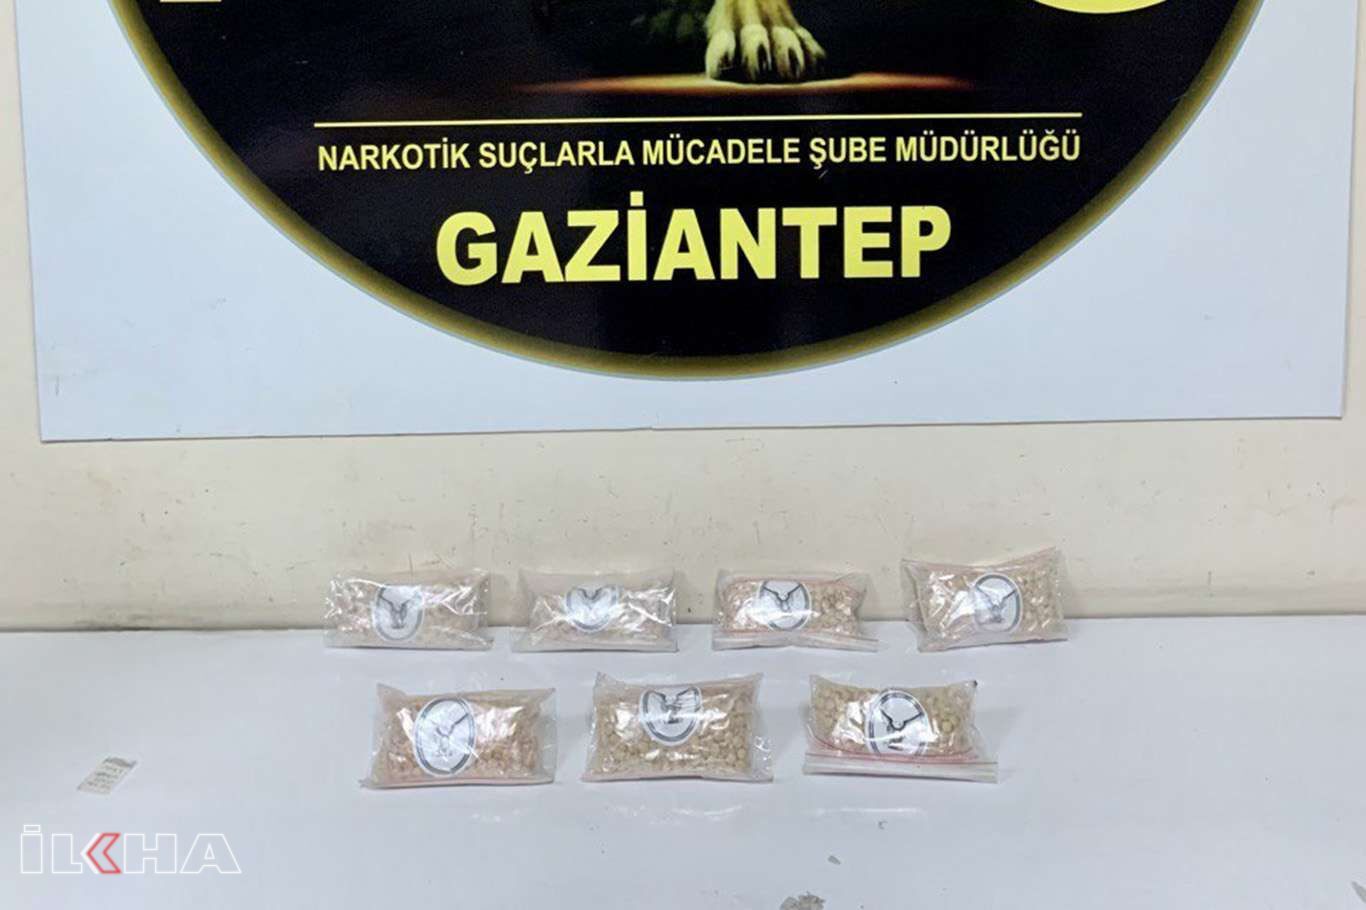 NARKOTİK SUÇLARLA MÜCADELE ŞUBE MÜDÜRLÜĞÜ
GAZİANTEP
İLKHA